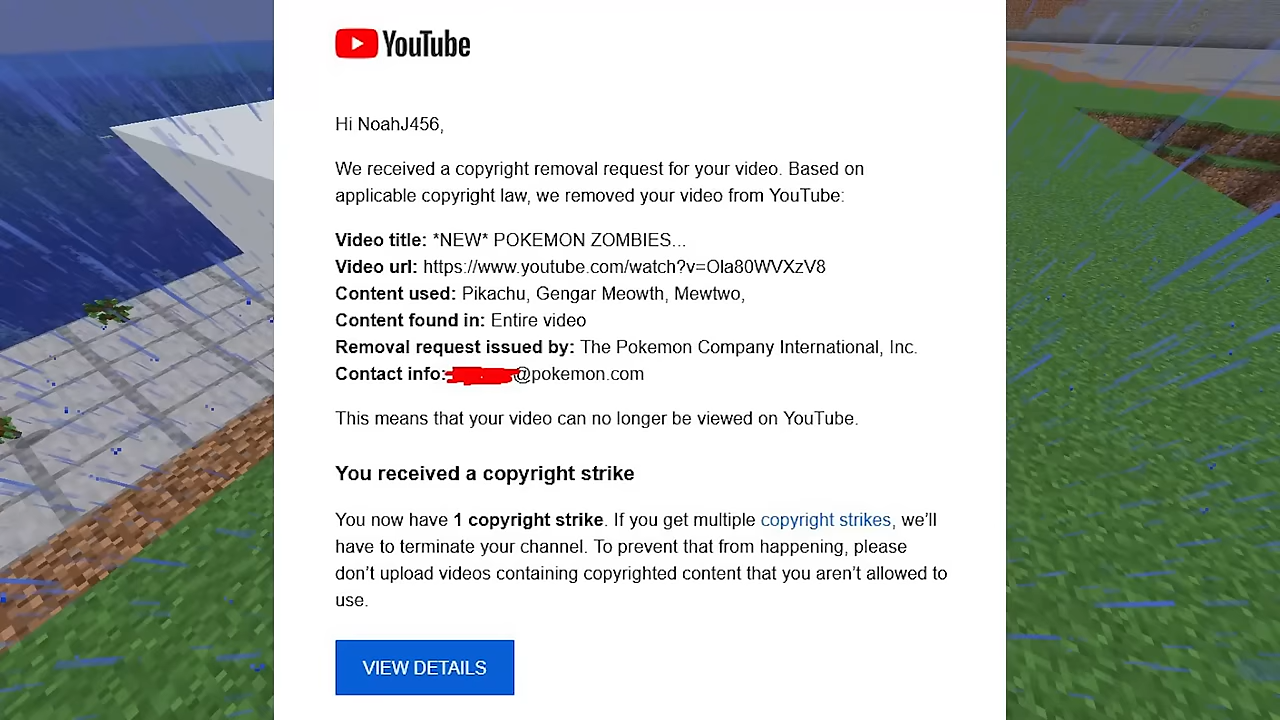 YouTube
Hi NoahJ456,
We received a copyright removal request for your video. Based on
applicable copyright law, we removed your video from YouTube:
Video title: *NEW* POKEMON ZOMBIES...
Video url: https://www.youtube.com/watch?v=Ola80WVXzV8
Content used: Pikachu, Gengar Meowth, Mewtwo,
Content found in: Entire video
Removal request issued by: The Pokemon Company International, Inc.
Contact info: @pokemon.com
This means that your video can no longer be viewed on YouTube.
You received a copyright strike
You now have 1 copyright strike. If you get multiple copyright strikes, we’ll
have to terminate your channel. To prevent that from happening, please
don’t upload videos containing copyrighted content that you aren’t allowed to
use.
VIEW DETAILS